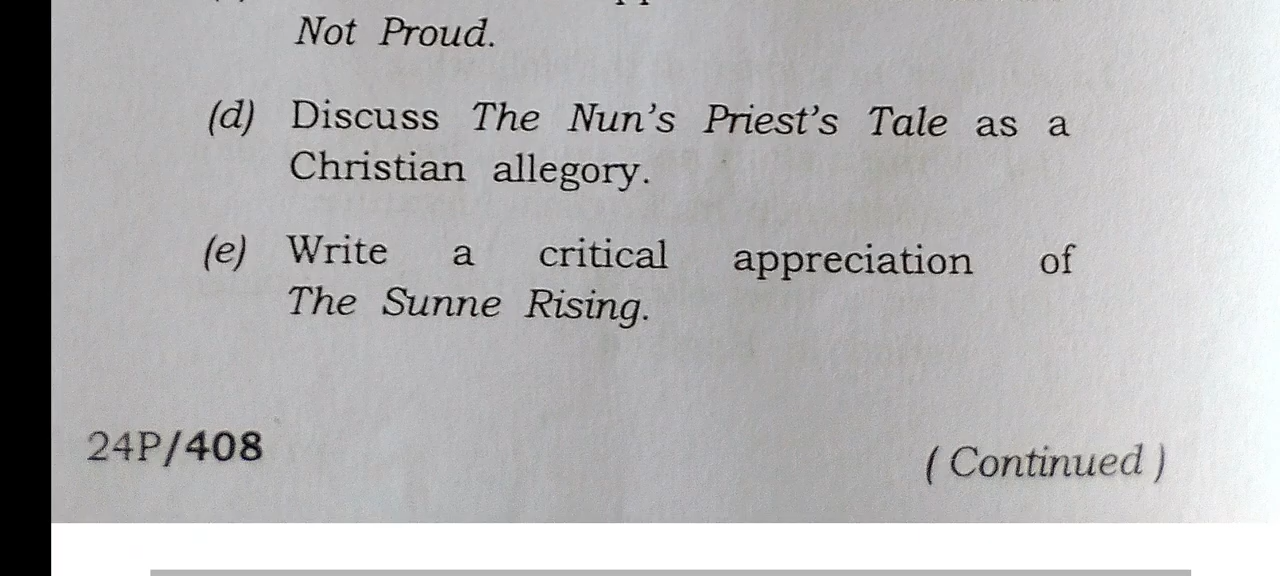 Not Proud.
(d) Discuss The Nun's Priest's Tale as a
Christian allegory.
(e) Write a critical appreciation of
The Sunne Rising.
24P/408
( Continued )